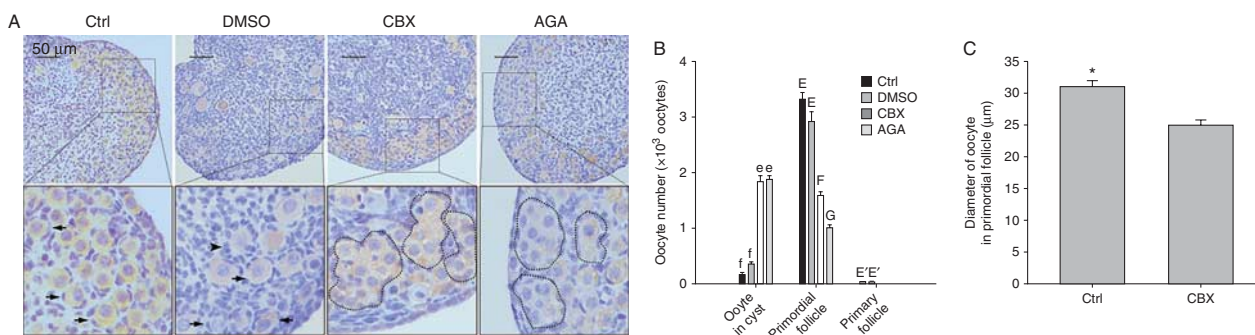 A
Ctrl
DMSO
CBX
AGA
50 μm
B
Oocyte number (×10³ ooctytes)
4
3
2
1
0
Ctrl
DMSO
CBX
AGA
f
f
e
e
E
E
F
G
E′E′
Ooyte
in cyst
Primordial
follicle
Primary
follicle
C
Diameter of oocyte
in primordial follicle (μm)
35
30
25
20
15
10
5
0
*
Ctrl
CBX